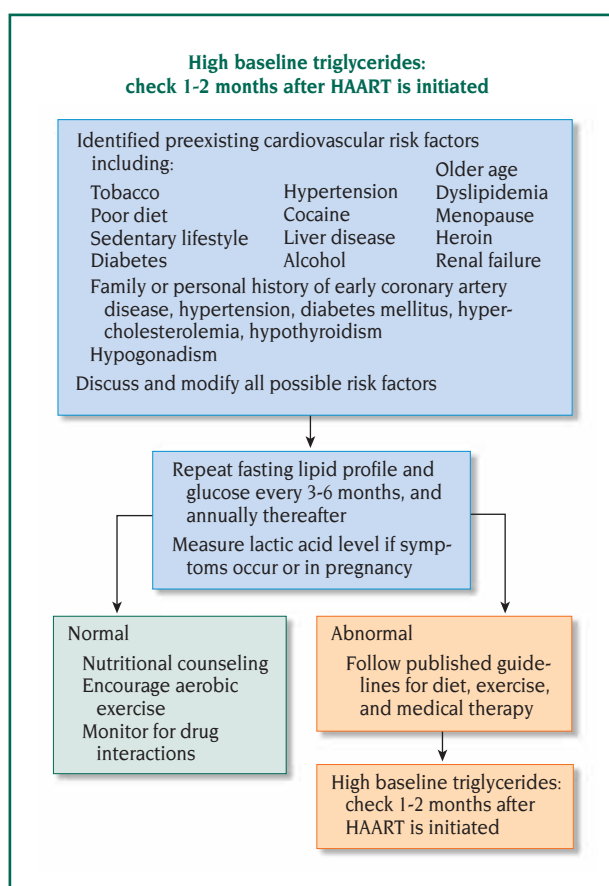 High baseline triglycerides:
check 1-2 months after HAART is initiated
Identified preexisting cardiovascular risk factors
including:
Tobacco
Poor diet
Sedentary lifestyle
Diabetes
Hypertension
Cocaine
Liver disease
Alcohol
Older age
Dyslipidemia
Menopause
Heroin
Renal failure
Family or personal history of early coronary artery
disease, hypertension, diabetes mellitus, hyper-
cholesterolemia, hypothyroidism
Hypogonadism
Discuss and modify all possible risk factors
Repeat fasting lipid profile and
glucose every 3-6 months, and
annually thereafter
Measure lactic acid level if symp-
toms occur or in pregnancy
Normal
Nutritional counseling
Encourage aerobic
exercise
Monitor for drug
interactions
Abnormal
Follow published guide-
lines for diet, exercise,
and medical therapy
High baseline triglycerides:
check 1-2 months after
HAART is initiated